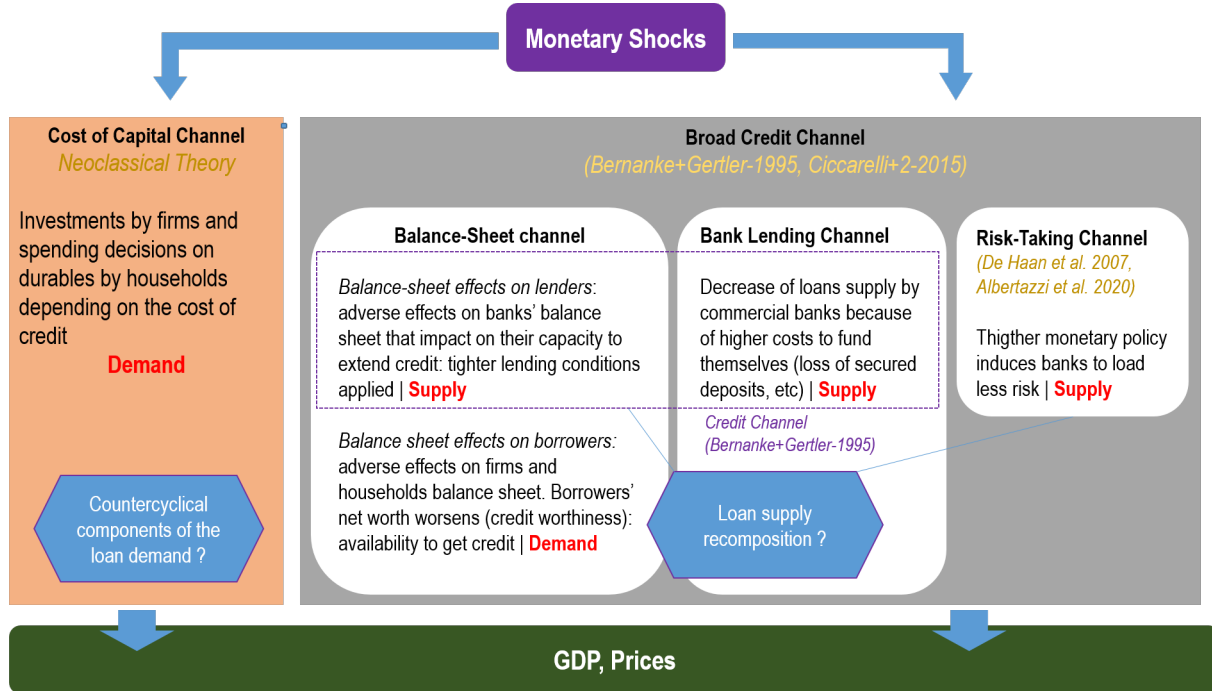 Monetary Shocks
Cost of Capital Channel
Neoclassical Theory
Investments by firms and
spending decisions on
durables by households
depending on the cost of
credit
Demand
Countercyclical
components of the
loan demand ?
Broad Credit Channel
(Bernanke+Gertler-1995, Ciccarelli+2-2015)
Balance-Sheet channel
Balance-sheet effects on lenders:
adverse effects on banks' balance
sheet that impact on their capacity to
extend credit: tighter lending conditions
applied | Supply
Balance sheet effects on borrowers:
adverse effects on firms and
households balance sheet. Borrowers'
net worth worsens (credit worthiness):
availability to get credit | Demand
Bank Lending Channel
Decrease of loans supply by
commercial banks because
of higher costs to fund
themselves (loss of secured
deposits, etc) | Supply
Credit Channel
(Bernanke+Gertler-1995)
Loan supply
recomposition ?
Risk-Taking Channel
(De Haan et al. 2007,
Albertazzi et al. 2020)
Thigther monetary policy
induces banks to load
less risk | Supply
GDP, Prices